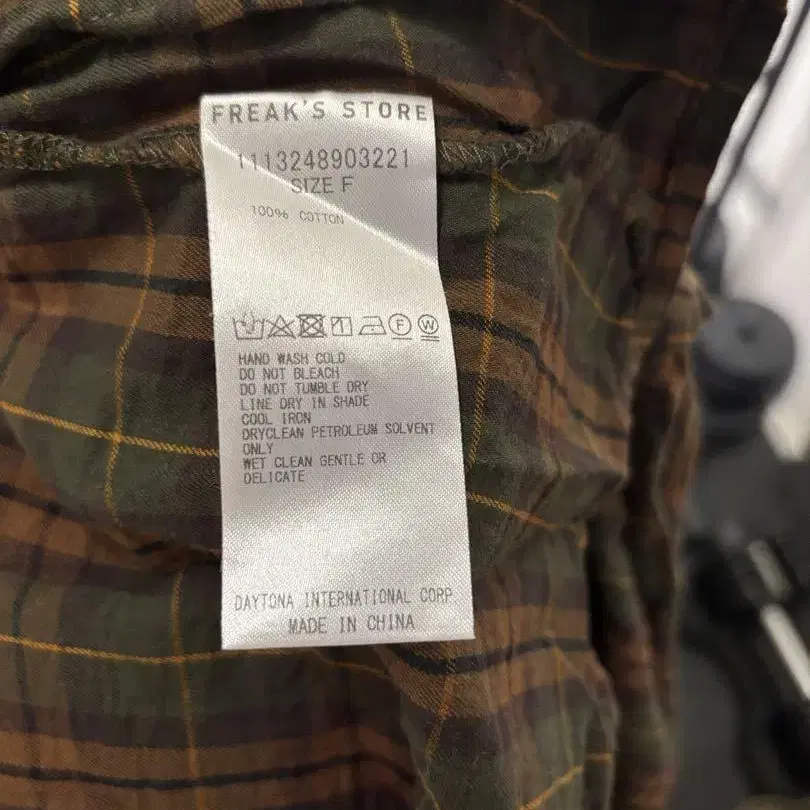 FREAK'S STORE
1113248903221
SIZE F
100% COTTON
F W
HAND WASH COLD
DO NOT BLEACH
DO NOT TUMBLE DRY
LINE DRY IN SHADE
COOL IRON
DRYCLEAN PETROLEUM SOLVENT
ONLY
WET CLEAN GENTLE OR
DELICATE
DAYTONA INTERNATIONAL CORP.
MADE IN CHINA